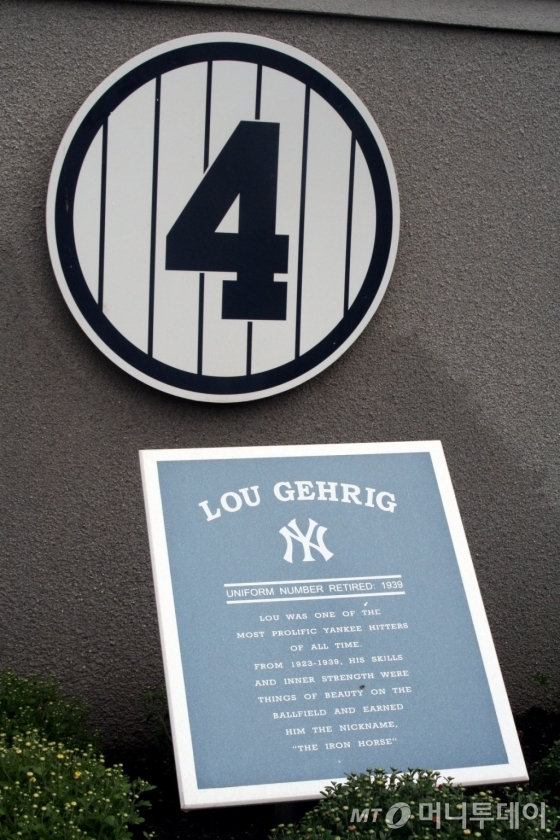 4
LOU GEHRIG
NY
UNIFORM NUMBER RETIRED: 1939
LOU WAS ONE OF THE
MOST PROLIFIC YANKEE HITTERS
OF ALL TIME.
FROM 1923-1939, HIS SKILLS
AND INNER STRENGTH WERE
THINGS OF BEAUTY ON THE
BALLFIELD AND EARNED
HIM THE NICKNAME,
"THE IRON HORSE"
MT 머니투데이